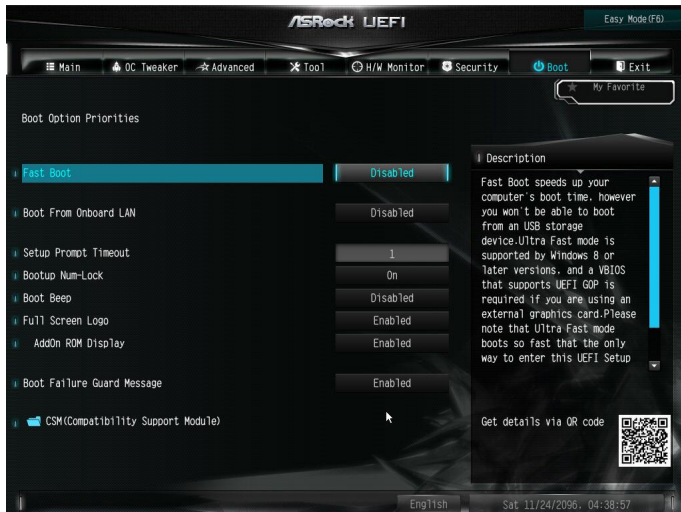 ASRock UEFI
Easy Mode(F6)
Main
OC Tweaker
Advanced
Tool
H/W Monitor
Security
Boot
Exit
My Favorite
Boot Option Priorities
Fast Boot Disabled
Boot From Onboard LAN Disabled
Setup Prompt Timeout 1
Bootup Num-Lock On
Boot Beep Disabled
Full Screen Logo Enabled
AddOn ROM Display Enabled
Boot Failure Guard Message Enabled
CSM(Compatibility Support Module)
Description
Fast Boot speeds up your
computer's boot time. however
you won't be able to boot
from an USB storage
device.Ultra Fast mode is
supported by Windows 8 or
later versions. and a VBIOS
that supports UEFI GOP is
required if you are using an
external graphics card.Please
note that Ultra Fast mode
boots so fast that the only
way to enter this UEFI Setup
Get details via QR code
English
Sat 11/24/2096. 04:38:57